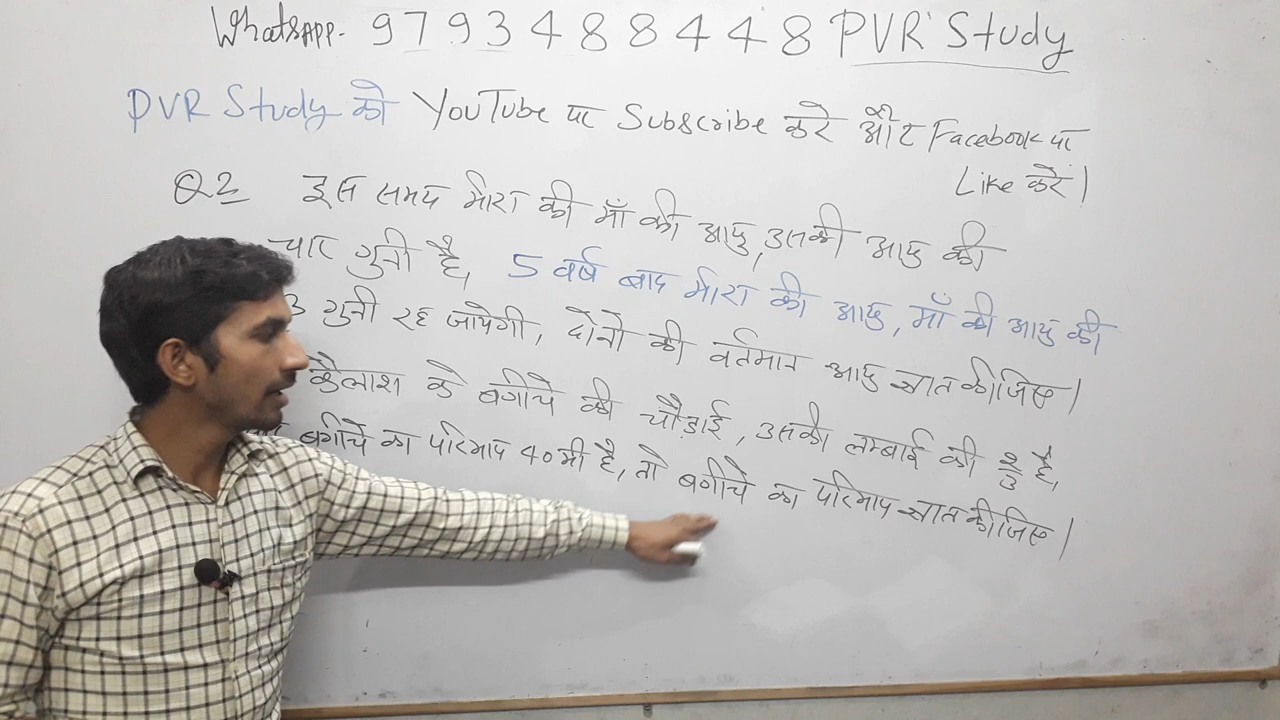 WhatsApp. 9793488448 PVR Study
PVR Study को YouTube पर Subscribe करे और Facebook पर
Like करें।
Q2 इस समय मीरा की माँ की आयु, उसकी आयु की
चार गुनी है, 5 वर्ष बाद मीरा की आयु, माँ की आयु की
3 गुनी रह जायेगी, दोनो की वर्तमान आयु ज्ञात कीजिए।
कैलाश के बगीचे की चौड़ाई, उसकी लम्बाई की 2/3 है,
बगीचे का परिमाप 40 मी है, तो बगीचे का परिमाप ज्ञात कीजिए।